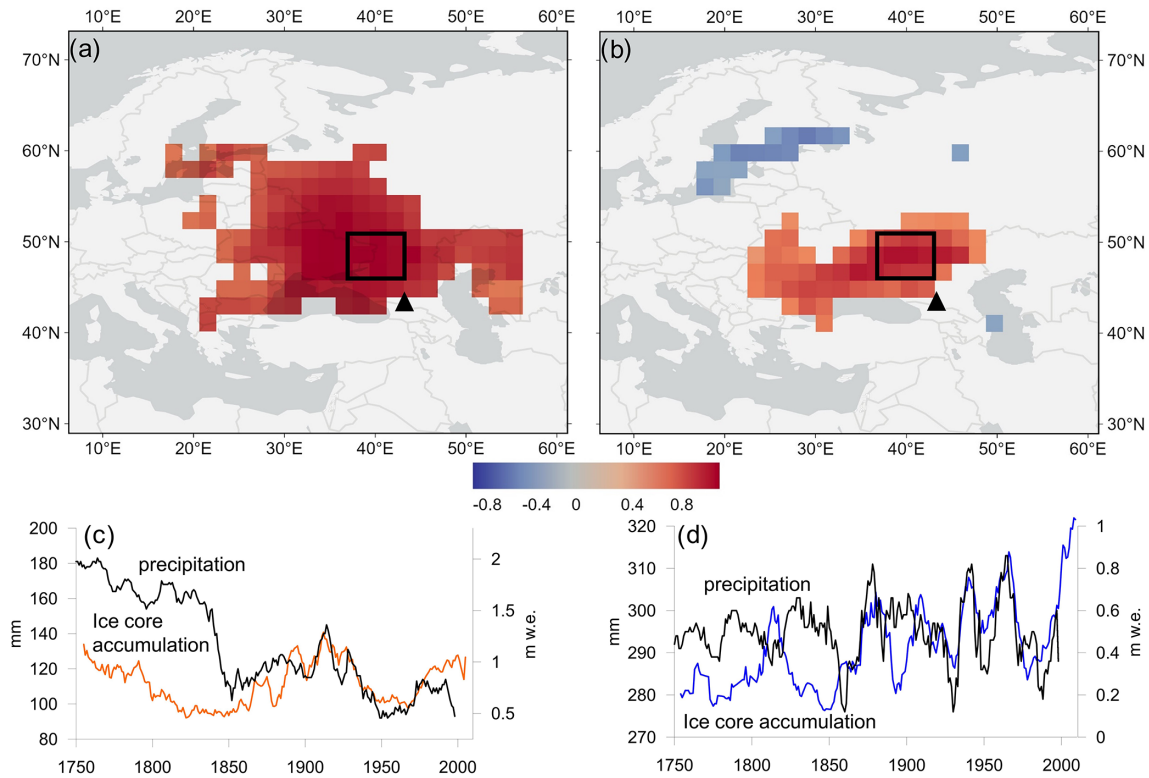 10°E 20°E 30°E 40°E 50°E 60°E 10°E 20°E 30°E 40°E 50°E 60°E
(a) (b)
70°N 70°N
60°N 60°N
50°N 50°N
40°N 40°N
30°N 30°N
10°E 20°E 30°E 40°E 50°E 10°E 20°E 30°E 40°E 50°E 60°E
-0.8 -0.4 0 0.4 0.8
(c)
200
180
160
140
120
100
80
mm
precipitation
Ice core
accumulation
2
1.5
1
0.5
m w.e.
1750 1800 1850 1900 1950 2000
(d)
320
310
300
290
280
270
mm
precipitation
Ice core accumulation
1
0.8
0.6
0.4
0.2
0
m w.e.
1750 1800 1850 1900 1950 2000